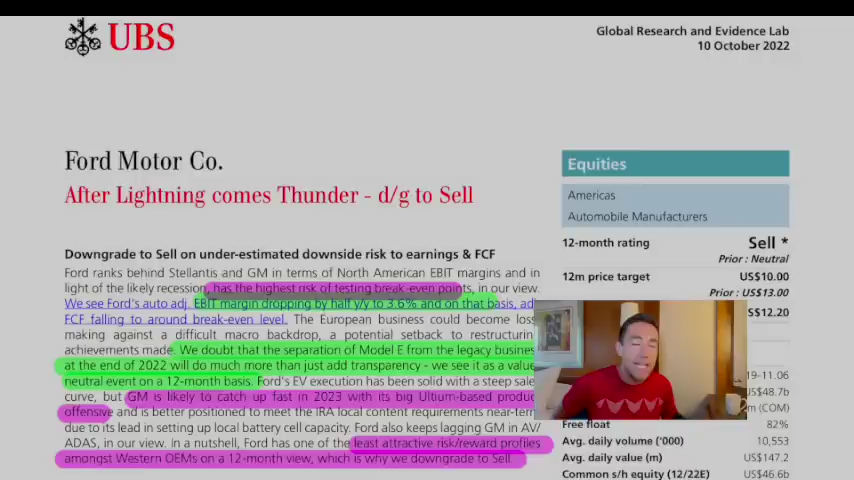 UBS
Global Research and Evidence Lab
10 October 2022
Ford Motor Co.
After Lightning comes Thunder - d/g to Sell
Downgrade to Sell on under-estimated downside risk to earnings & FCF
Ford ranks behind Stellantis and GM in terms of North American EBIT margins and in
light of the likely recession, has the highest risk of testing break-even points, in our view.
We see Ford's auto adj. EBIT margin dropping by half y/y to 3.6% and on that basis, ad
FCF falling to around break-even level. The European business could become loss
making against a difficult macro backdrop, a potential setback to restructuring
achievements made. We doubt that the separation of Model E from the legacy busines
at the end of 2022 will do much more than just add transparency - we see it as a value
neutral event on a 12-month basis. Ford's EV execution has been solid with a steep sale
curve, but GM is likely to catch up fast in 2023 with its big Ultium-based produc
offensive and is better positioned to meet the IRA local content requirements near-term
due to its lead in setting up local battery cell capacity. Ford also keeps lagging GM in AV/
ADAS, in our view. In a nutshell, Ford has one of the least attractive risk/reward profiles
amongst Western OEMs on a 12-month view, which is why we downgrade to Sell
Equities
Americas
Automobile Manufacturers
12-month rating Sell *
Prior : Neutral
12m price target US$10.00
Prior : US$13.00
S$12.20
19-11.06
US$48.7b
m (COM)
Free float 82%
Avg. daily volume ('000) 10,553
Avg. daily value (m) US$147.2
Common s/h equity (12/22E) US$46.6b